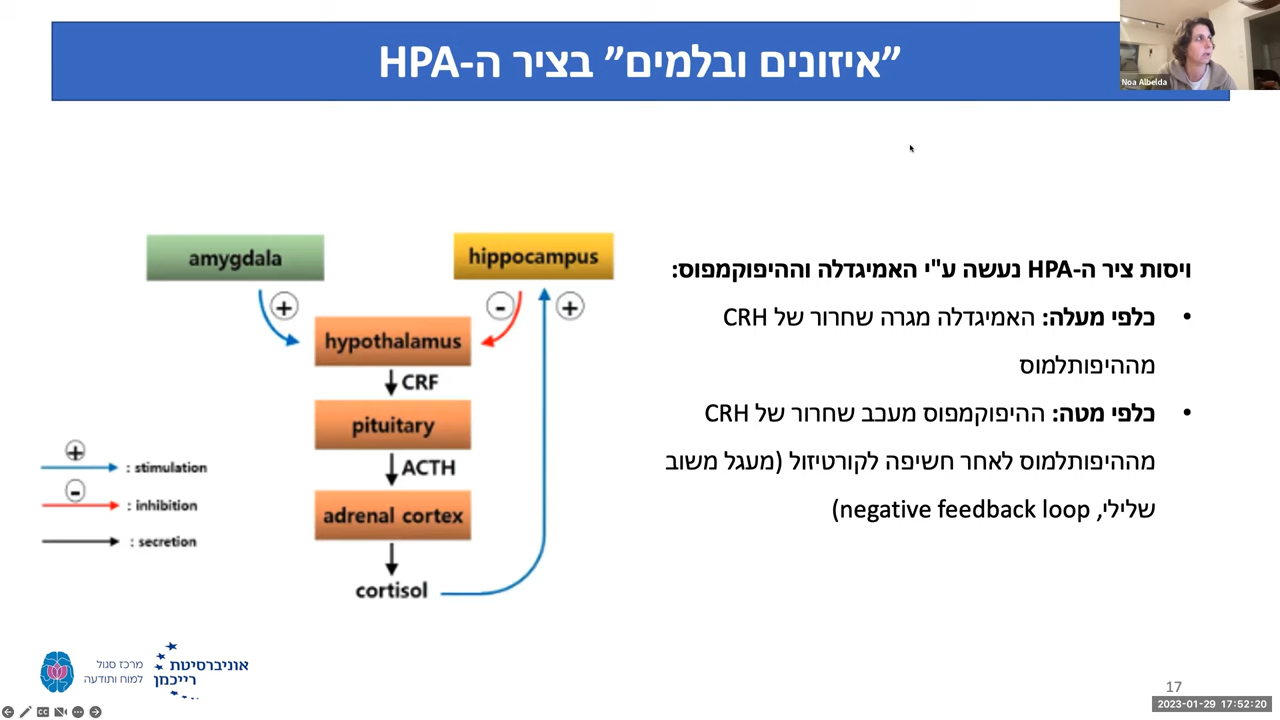 "איזונים ובלמים" בציר ה-HPA
Noa Albelda
amygdala
hippocampus
+
-
+
hypothalamus
CRF
pituitary
ACTH
adrenal cortex
cortisol
+
: stimulation
-
: inhibition
: secretion
ויסות ציר ה-HPA נעשה ע"י האמיגדלה וההיפוקמפוס:
• כלפי מעלה: האמיגדלה מגרה שחרור של CRH
מההיפותלמוס
• כלפי מטה: ההיפוקמפוס מעכב שחרור של CRH
מההיפותלמוס לאחר חשיפה לקורטיזול (מעגל משוב
שלילי, negative feedback loop)
מרכז סגול
למוח ותודעה
אוניברסיטת
רייכמן
17
2023-01-29 17:52:20